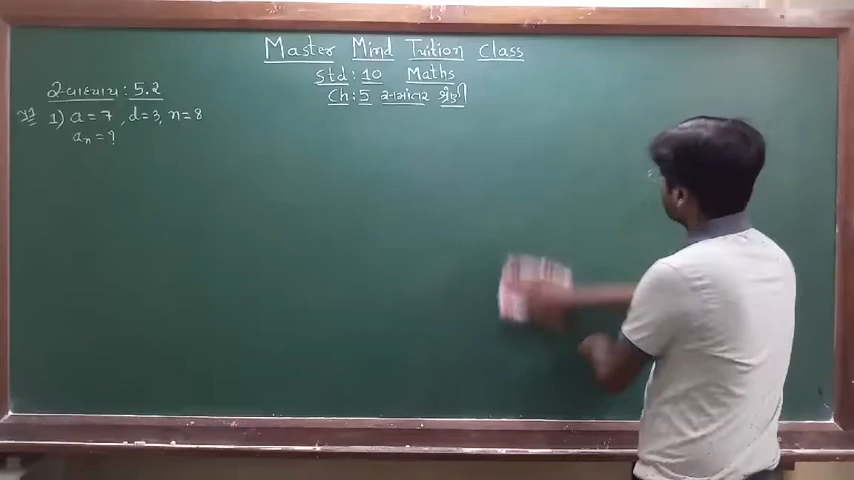 Master Mind Tuition Class
Std: 10 Maths
Ch: 5 સમાંતર શ્રેણી
સ્વાધ્યાય: 5.2
1) a = 7, d = 3, n = 8
aₙ = ?